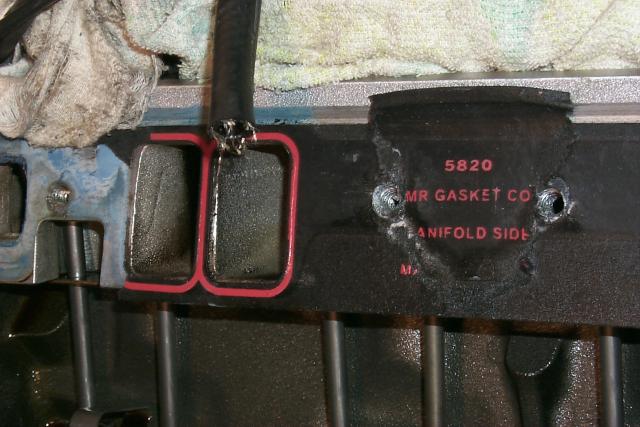 5820
MR GASKET CO
ANIFOLD SIDE
M